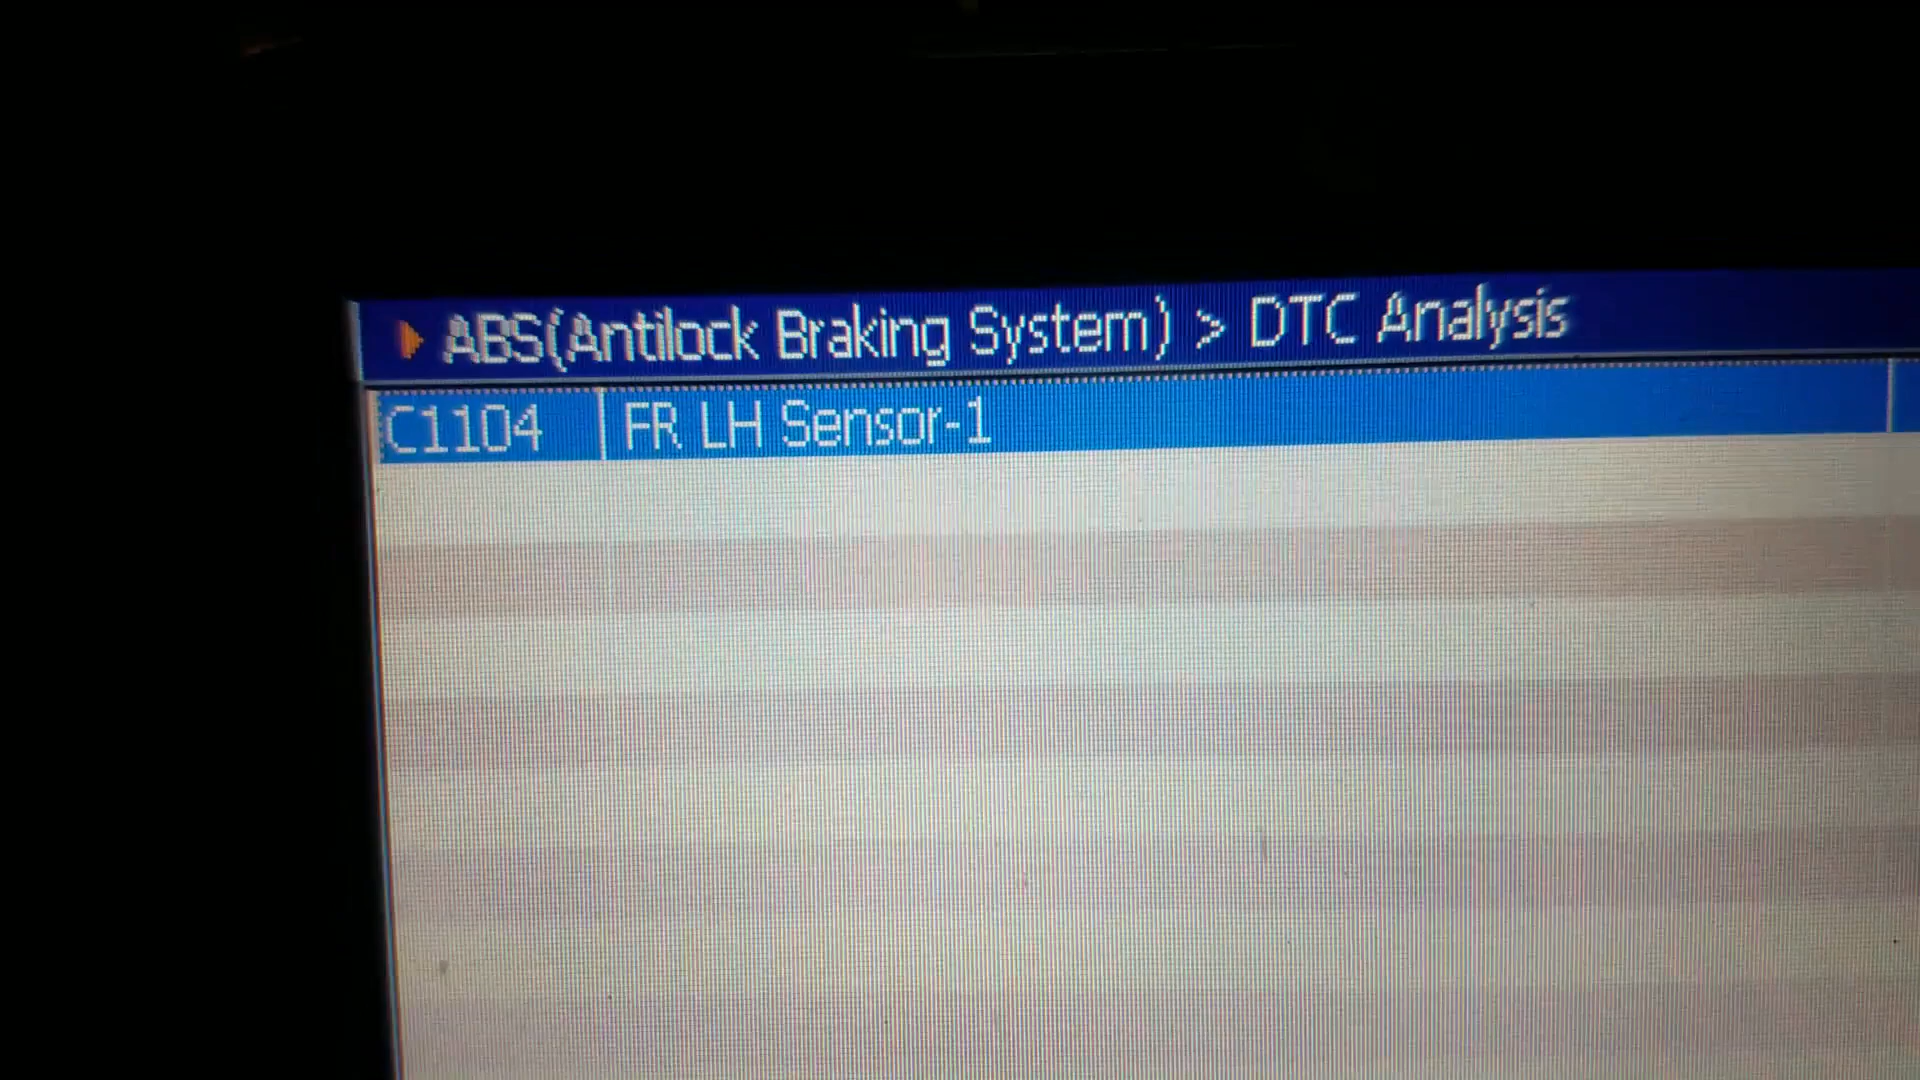 ABS(Antilock Braking System) > DTC Analysis
C1104 FR LH Sensor-1